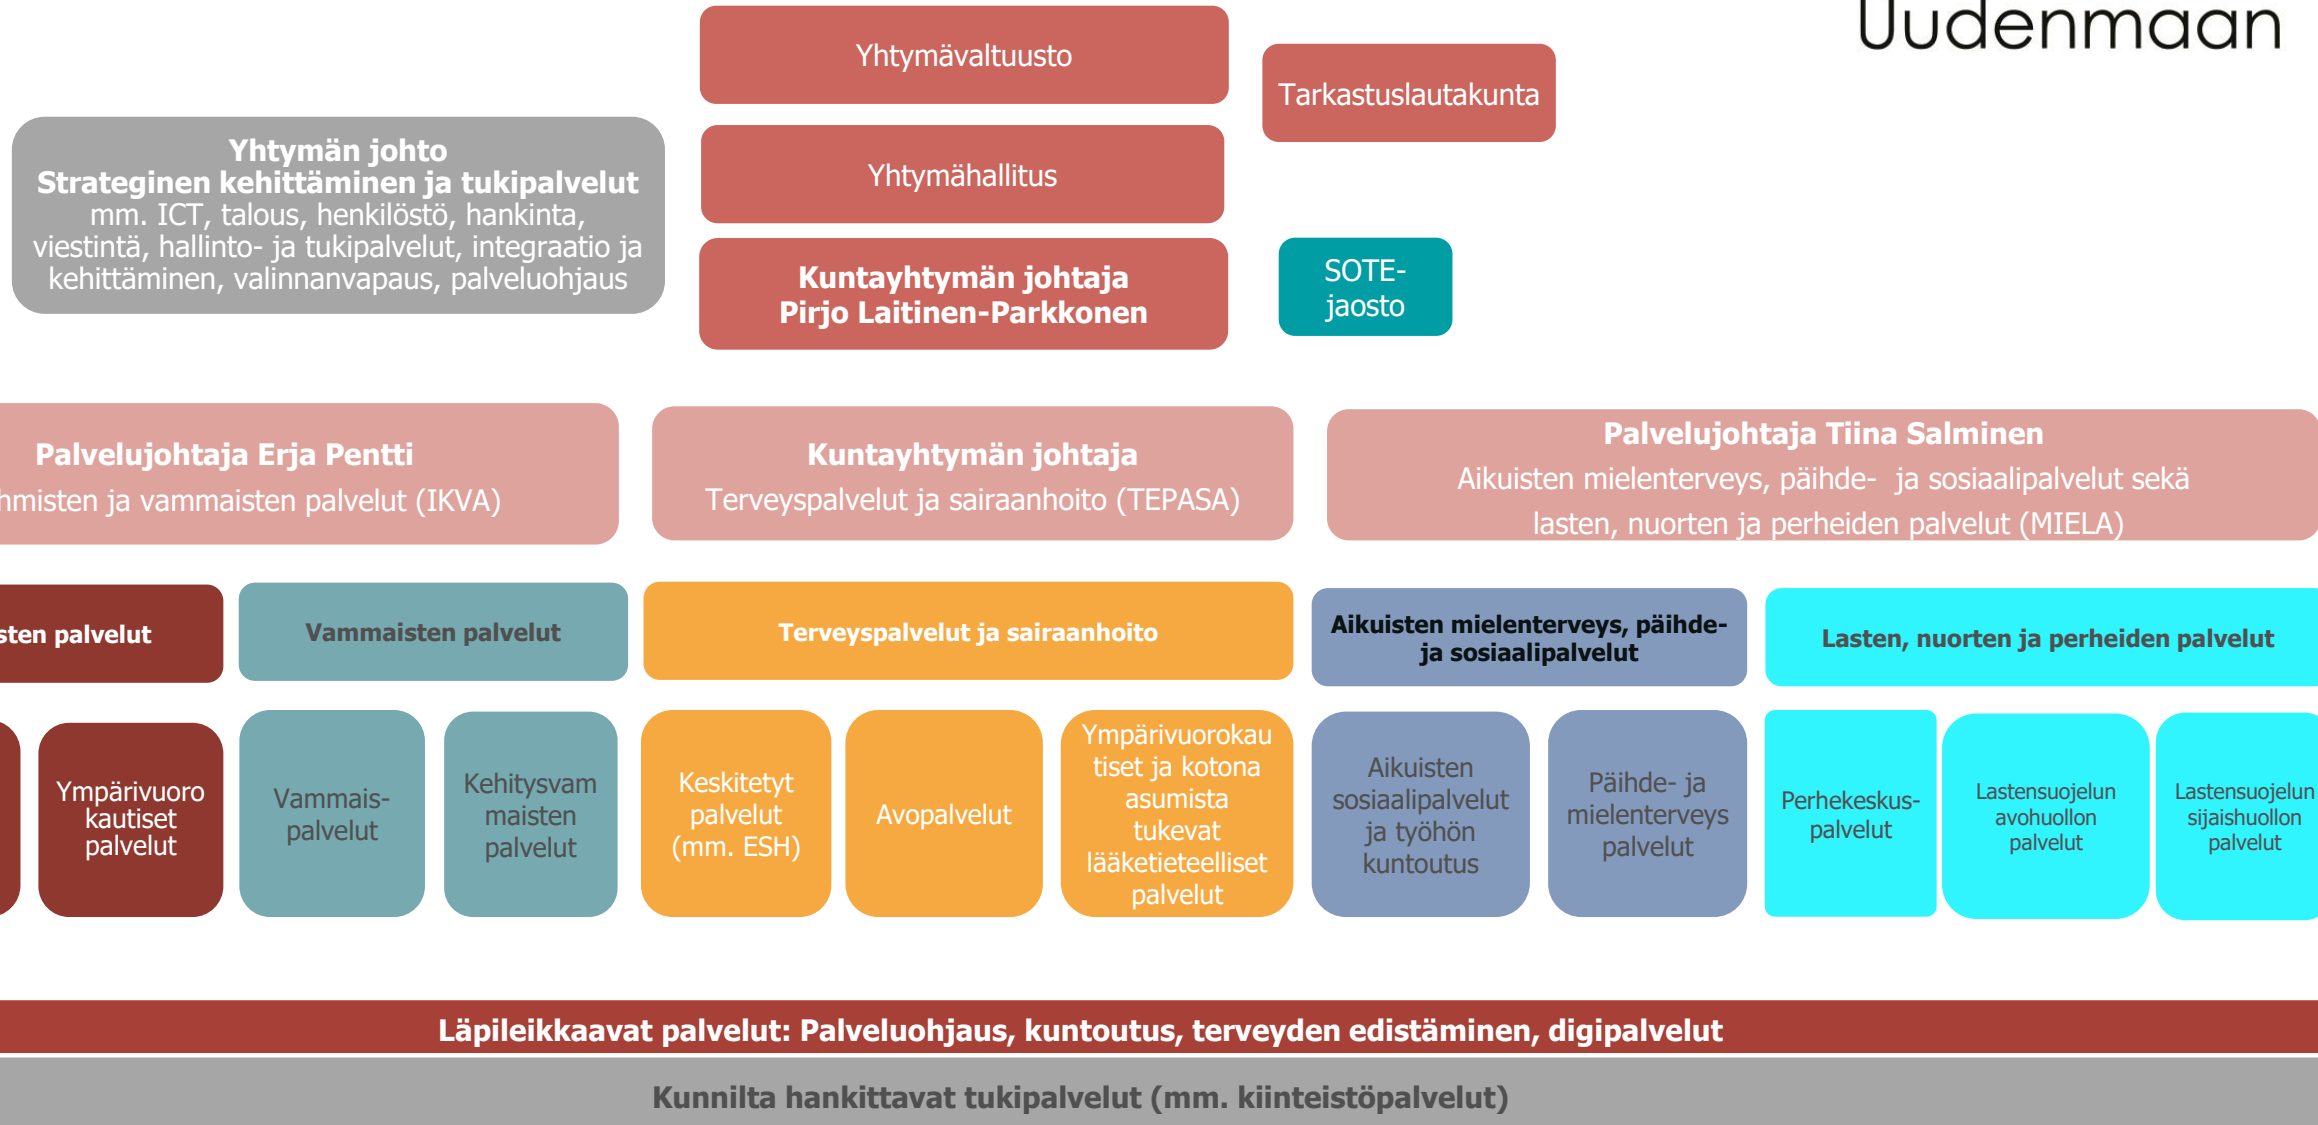 Uudenmaan
Yhtymävaltuusto
Tarkastuslautakunta
Yhtymän johto
Strateginen kehittäminen ja tukipalvelut
mm. ICT, talous, henkilöstö, hankinta,
viestintä, hallinto- ja tukipalvelut, integraatio ja
kehittäminen, valinnanvapaus, palveluohjaus
Yhtymähallitus
Kuntayhtymän johtaja
Pirjo Laitinen-Parkkonen
SOTE-
jaosto
Palvelujohtaja Erja Pentti
hmisten ja vammaisten palvelut (IKVA)
Kuntayhtymän johtaja
Terveyspalvelut ja sairaanhoito (TEPASA)
Palvelujohtaja Tiina Salminen
Aikuisten mielenterveys, päihde- ja sosiaalipalvelut sekä
lasten, nuorten ja perheiden palvelut (MIELA)
sten palvelut
Vammaisten palvelut
Terveyspalvelut ja sairaanhoito
Aikuisten mielenterveys, päihde-
ja sosiaalipalvelut
Lasten, nuorten ja perheiden palvelut
Ympärivuoro
kautiset
palvelut
Vammais-
palvelut
Kehitysvam
maisten
palvelut
Keskitetyt
palvelut
(mm. ESH)
Avopalvelut
Ympärivuorokau
tiset ja kotona
asumista
tukevat
lääketieteelliset
palvelut
Aikuisten
sosiaalipalvelut
ja työhön
kuntoutus
Päihde- ja
mielenterveys
palvelut
Perhekeskus-
palvelut
Lastensuojelun
avohuollon
palvelut
Lastensuojelun
sijaishuollon
palvelut
Läpileikkaavat palvelut: Palveluohjaus, kuntoutus, terveyden edistäminen, digipalvelut
Kunnilta hankittavat tukipalvelut (mm. kiinteistöpalvelut)